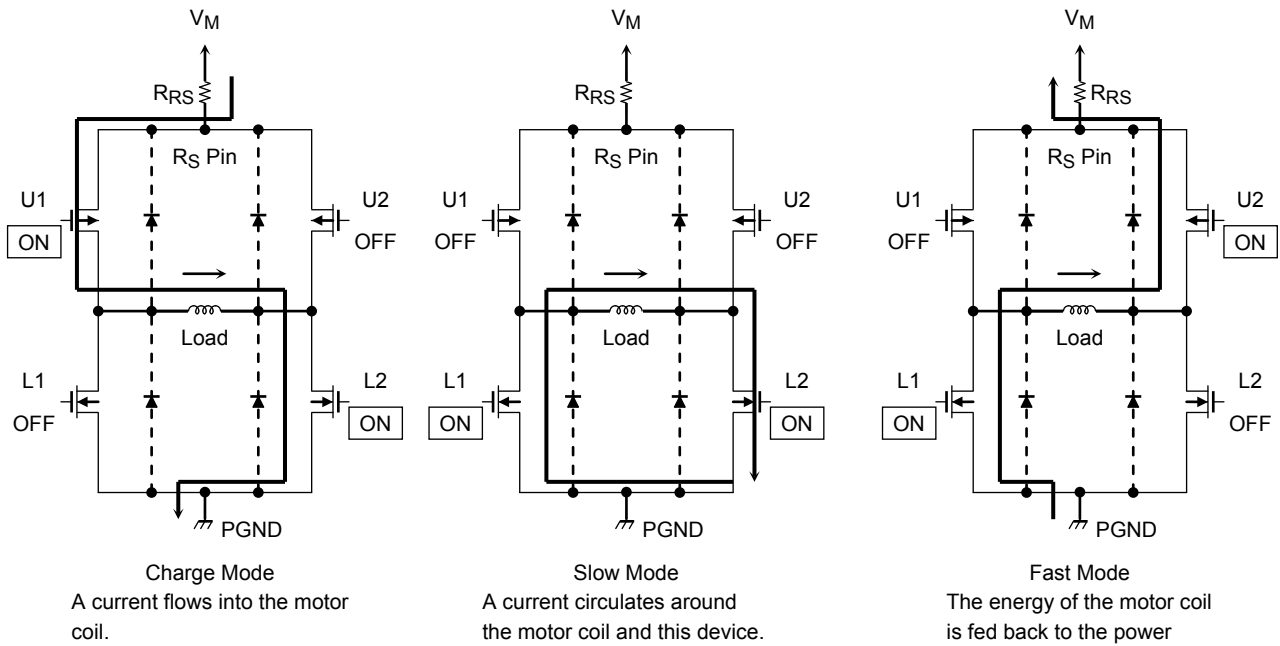 VM
RRS
RS Pin
U1
ON
U2
OFF
Load
L1
OFF
L2
ON
PGND
Charge Mode
A current flows into the motor
coil.
VM
RRS
RS Pin
U1
OFF
U2
OFF
Load
L1
ON
L2
ON
PGND
Slow Mode
A current circulates around
the motor coil and this device.
VM
RRS
RS Pin
U1
OFF
U2
ON
Load
L1
ON
L2
OFF
PGND
Fast Mode
The energy of the motor coil
is fed back to the power